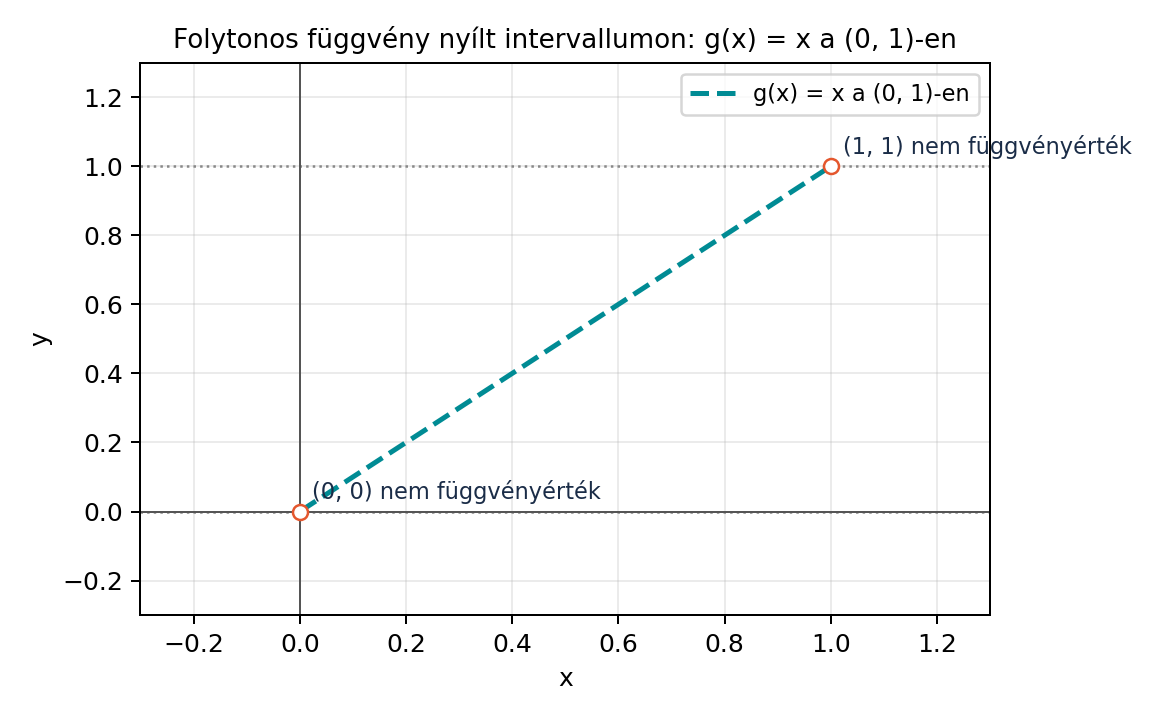 Folytonos függvény nyílt intervallumon: g(x) = x a (0, 1)-en
g(x) = x a (0, 1)-en
(1, 1) nem függvényérték
(0, 0) nem függvényérték
y
1.2
1.0
0.8
0.6
0.4
0.2
0.0
−0.2
−0.2
0.0
0.2
0.4
0.6
0.8
1.0
1.2
x